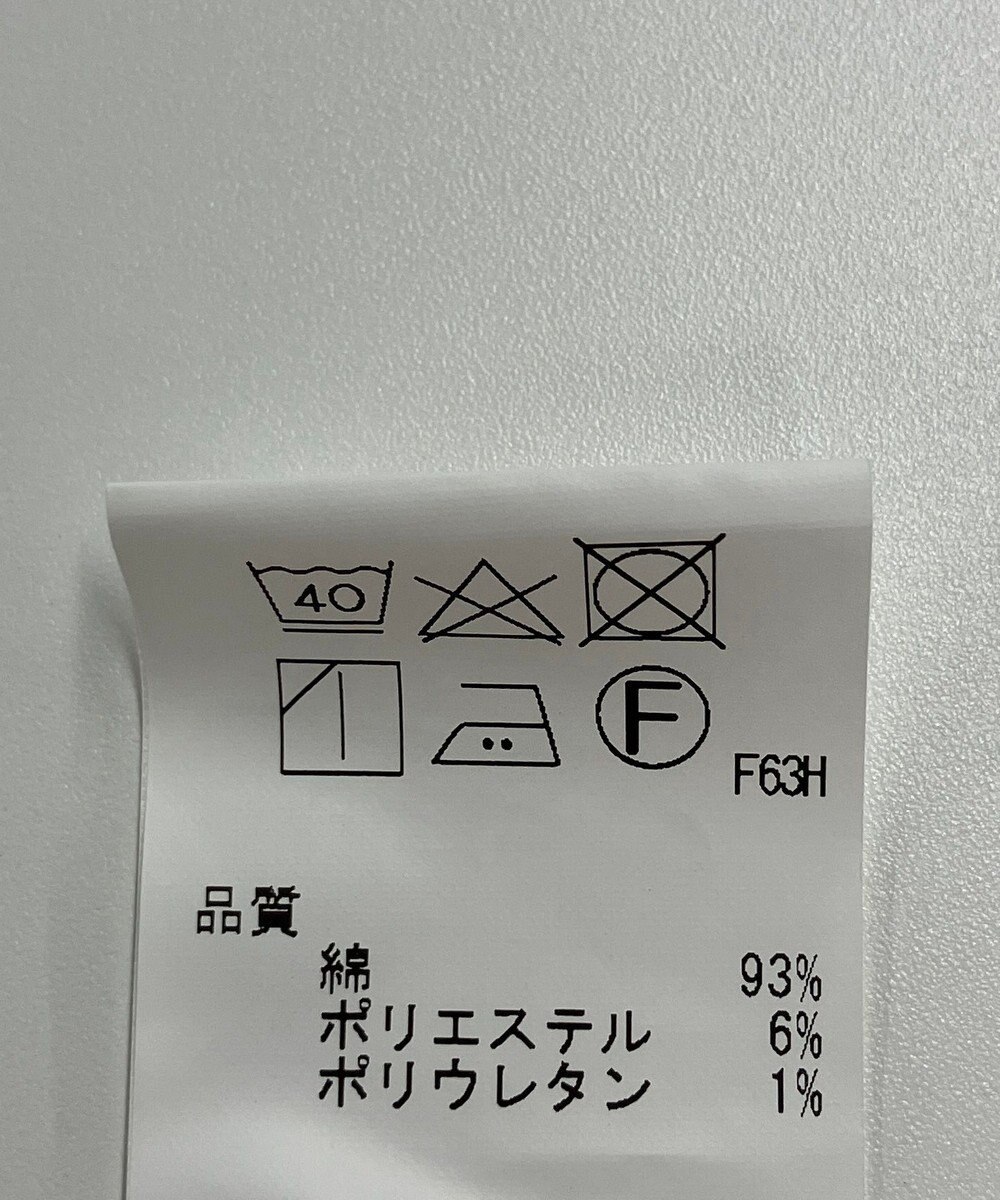 40
F
F63H
品質
綿 93%
ポリエステル 6%
ポリウレタン 1%